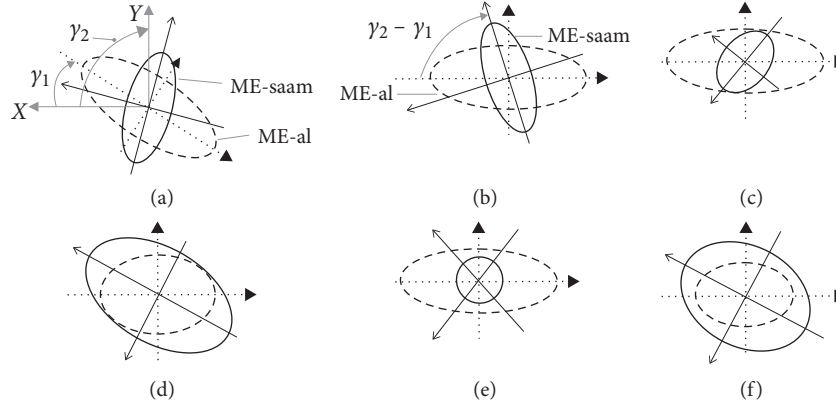 Y
γ₂
γ₁
X
ME-saam
ME-al
(a)
γ₂ – γ₁
ME-saam
ME-al
(b)
(c)
(d)
(e)
(f)